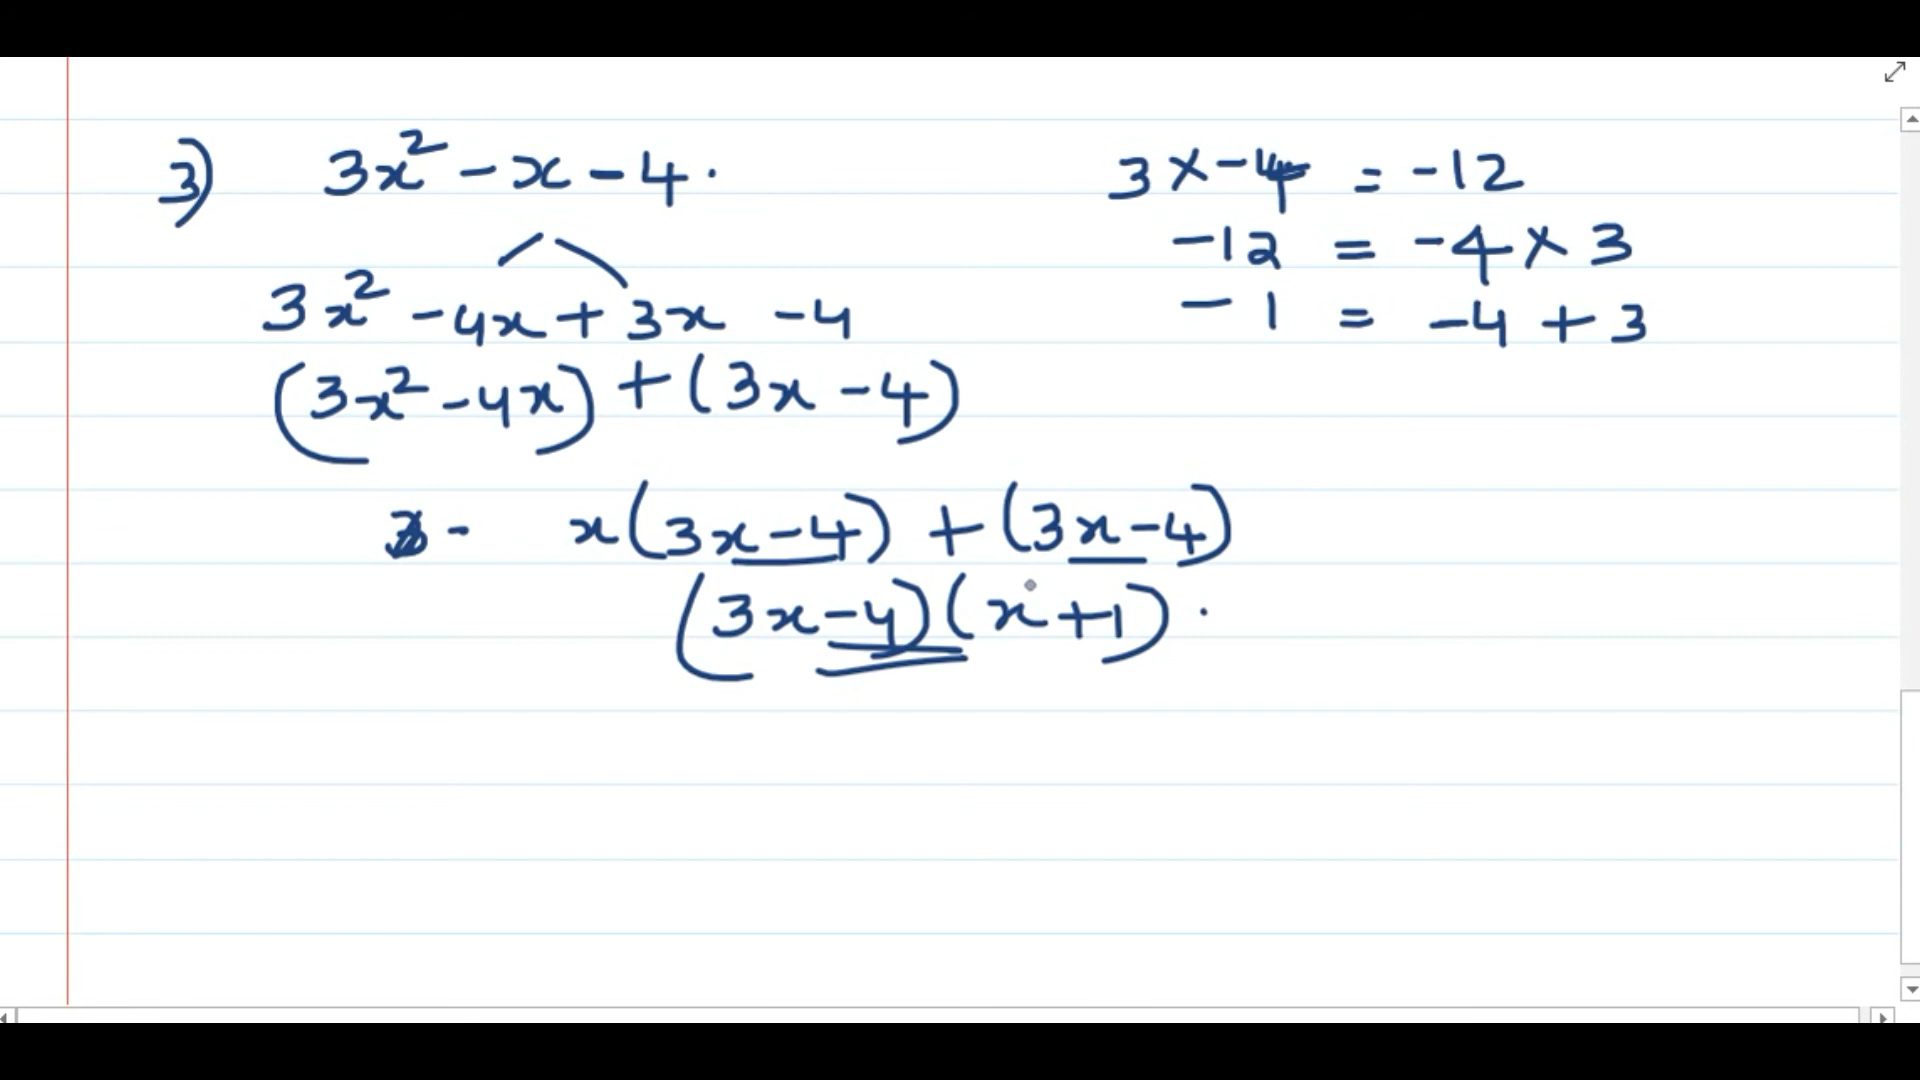 3) 3x² - x - 4.
3 x -4 = -12
-12 = -4 x 3
-1 = -4 + 3
3x² - 4x + 3x - 4
(3x² - 4x) + (3x - 4)
- x(3x - 4) + (3x - 4)
(3x - 4)(x + 1).